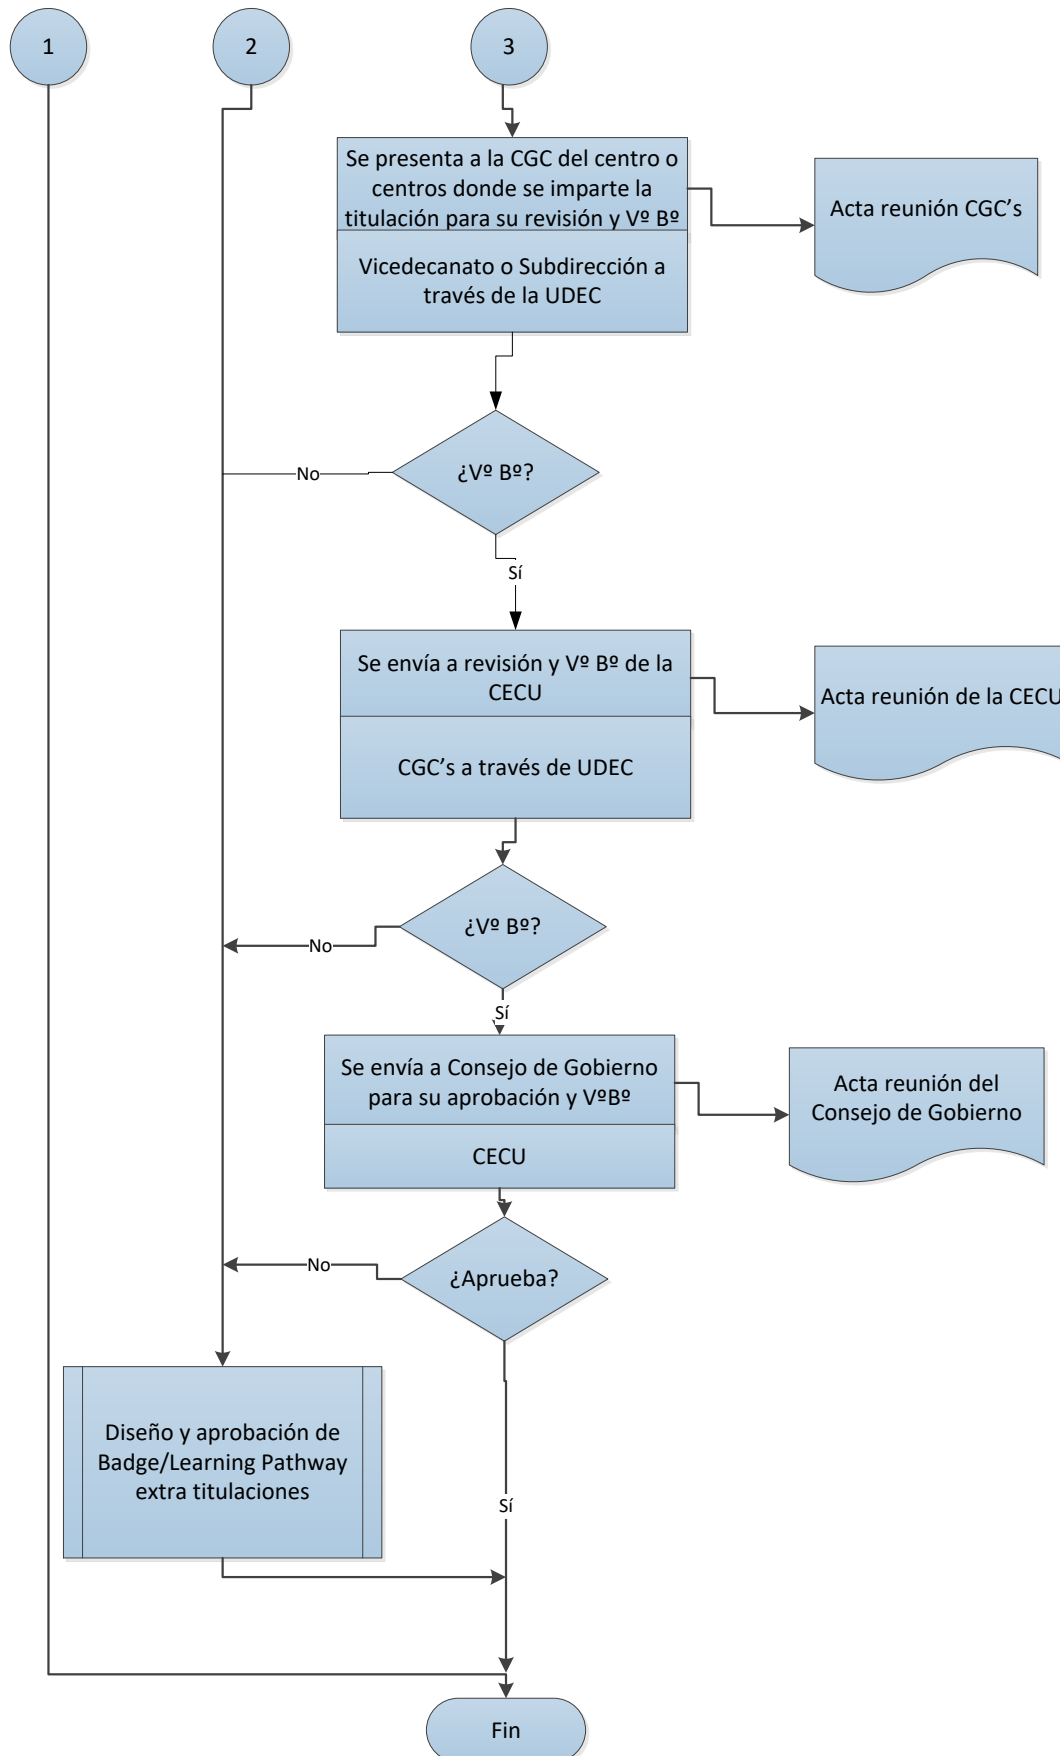 1
2
3
Se presenta a la CGC del centro o
centros donde se imparte la
titulación para su revisión y Vº Bº
Vicedecanato o Subdirección a
través de la UDEC
Acta reunión CGC's
¿Vº Bº?
No
Sí
Se envía a revisión y Vº Bº de la
CECU
CGC's a través de UDEC
Acta reunión de la CECU
¿Vº Bº?
No
Sí
Se envía a Consejo de Gobierno
para su aprobación y VºBº
CECU
Acta reunión del
Consejo de Gobierno
¿Aprueba?
No
Diseño y aprobación de
Badge/Learning Pathway
extra titulaciones
Sí
Fin